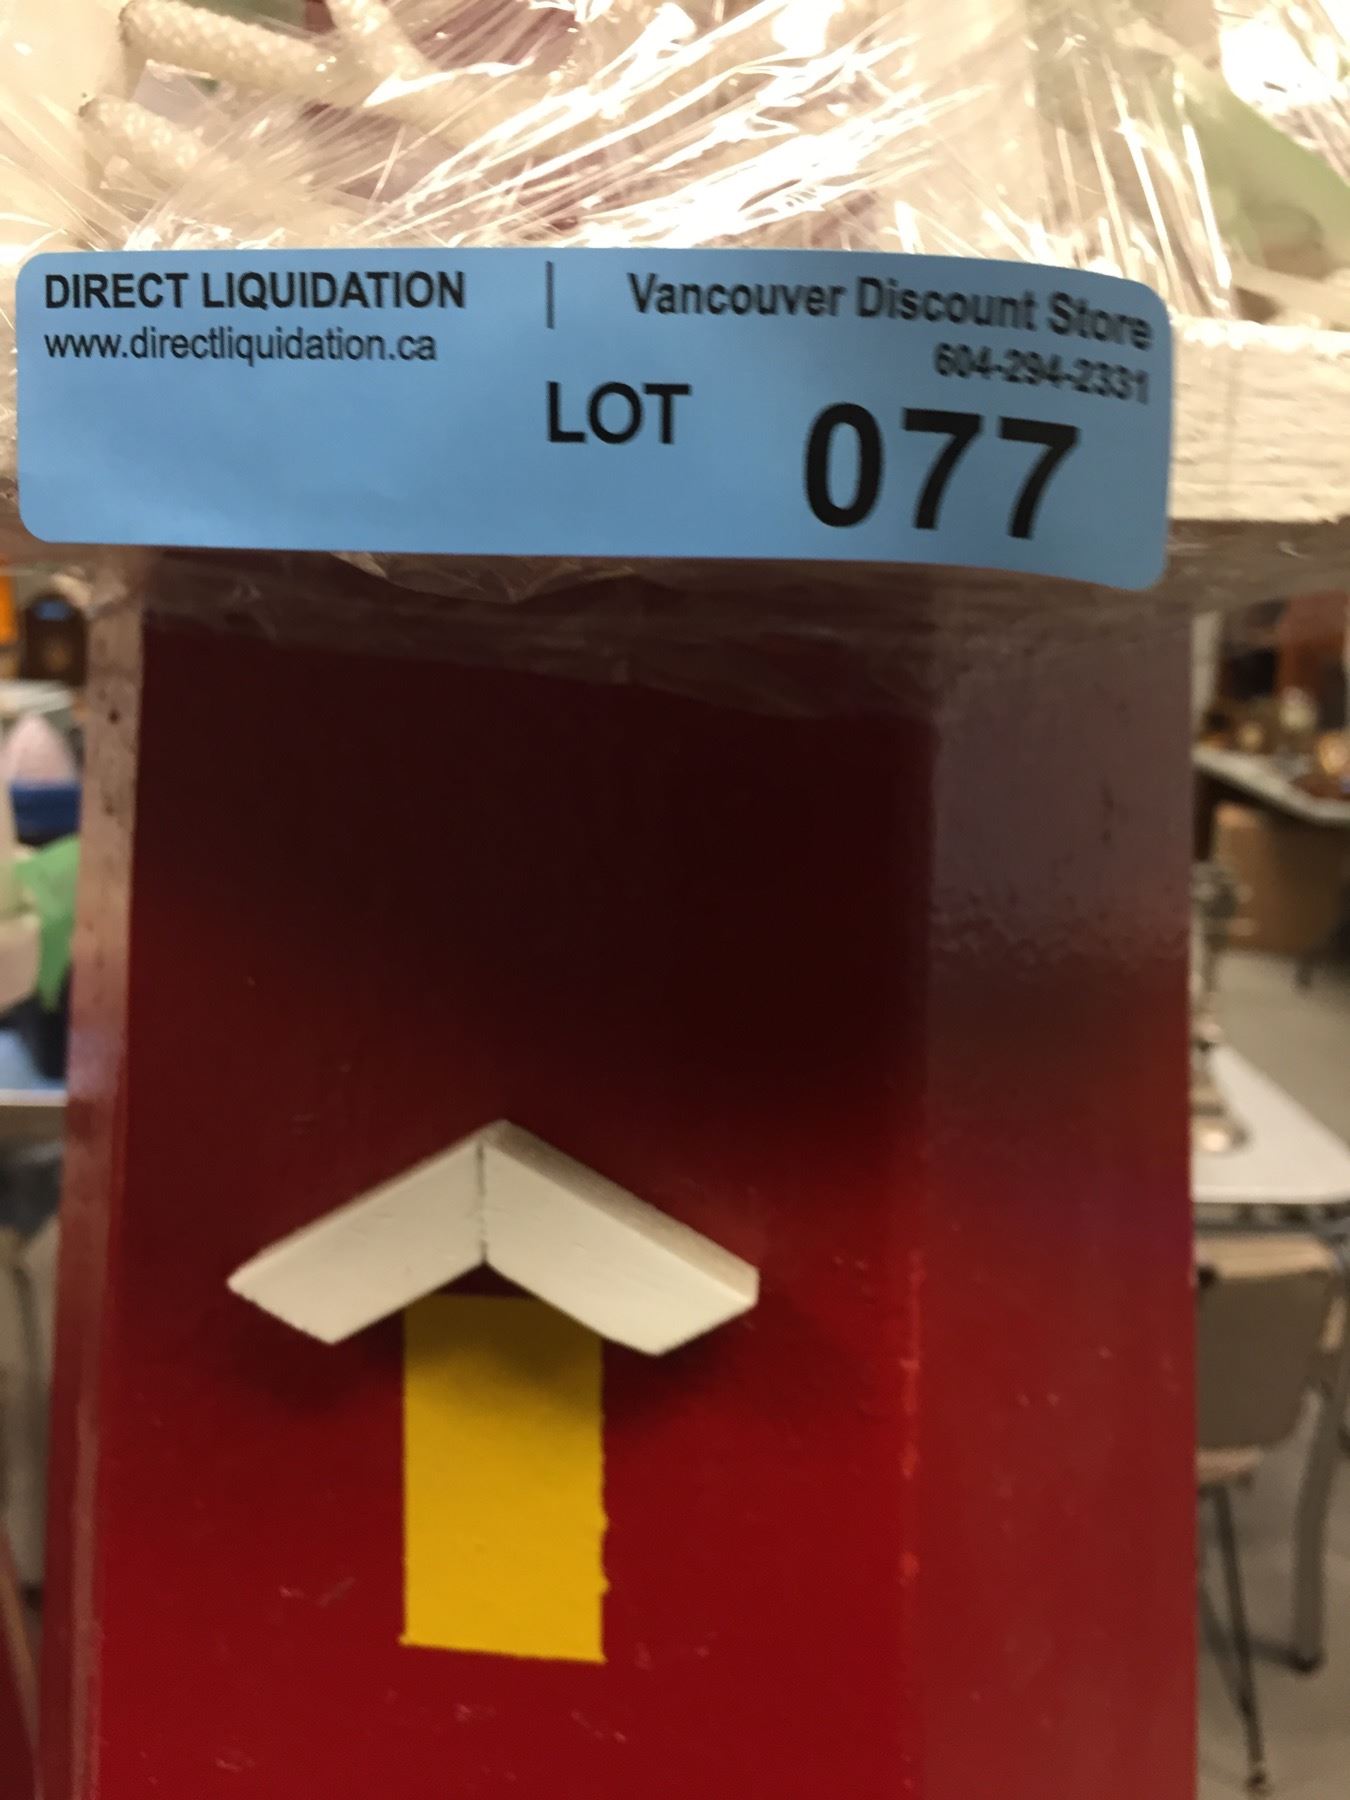 DIRECT LIQUIDATION | Vancouver Discount Store
www.directliquidation.ca 604-294-2331
LOT 077